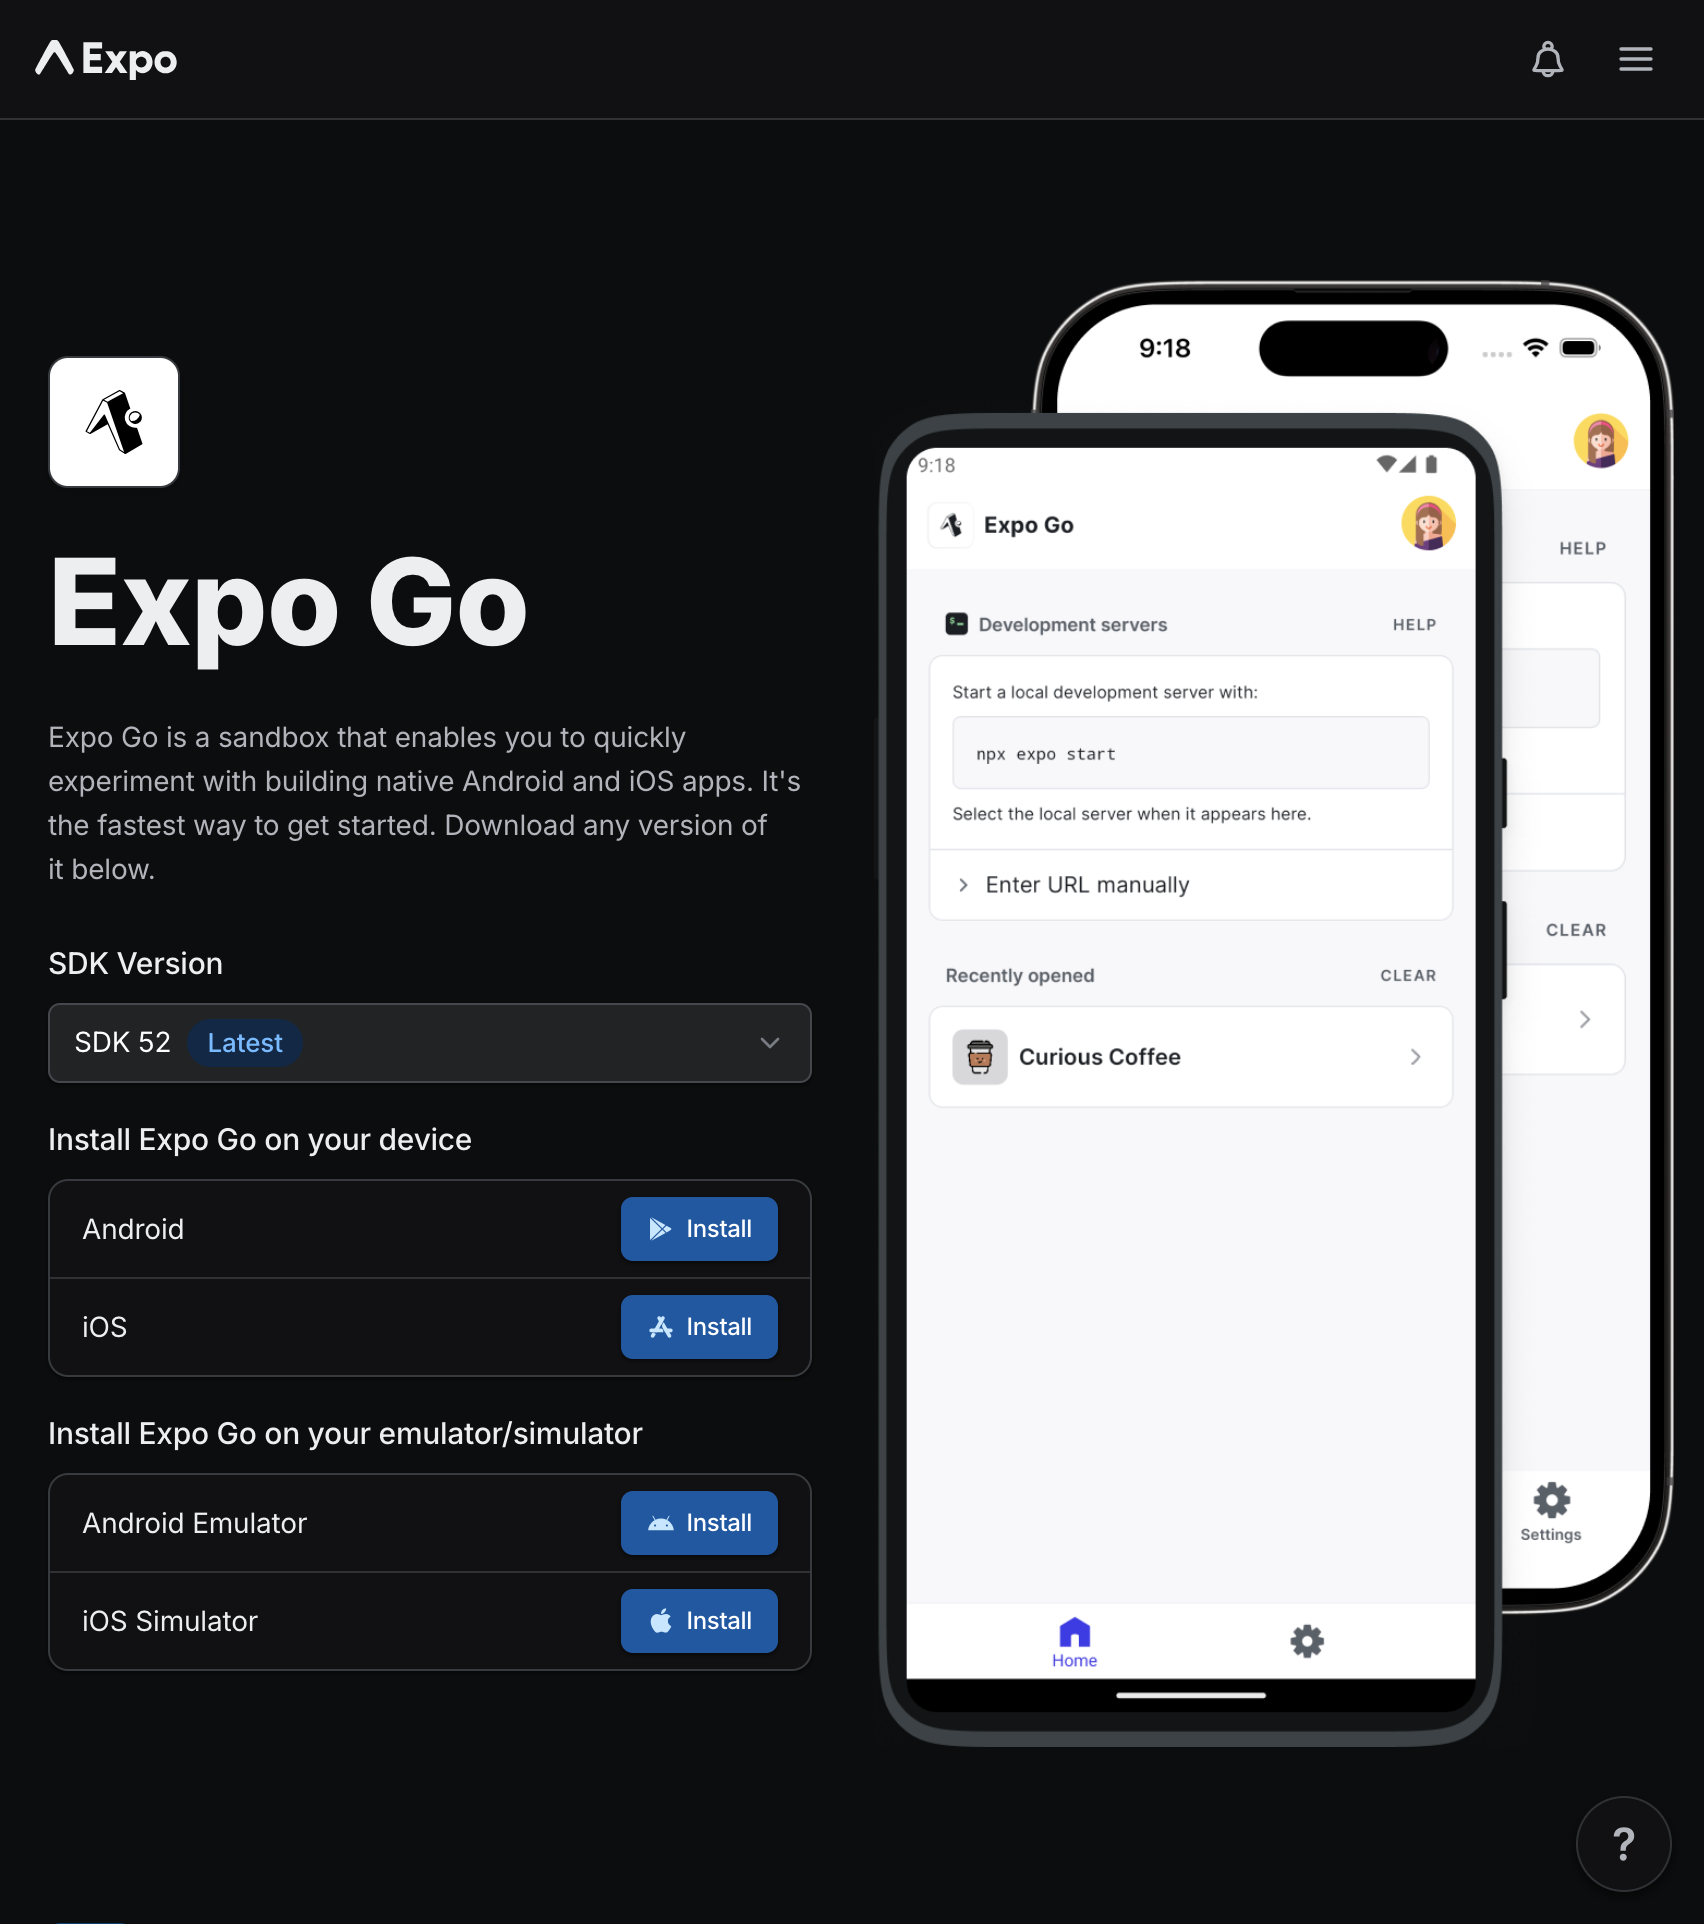 Expo
Expo Go
Expo Go is a sandbox that enables you to quickly
experiment with building native Android and iOS apps. It's
the fastest way to get started. Download any version of
it below.
SDK Version
SDK 52 Latest
Install Expo Go on your device
Android Install
iOS Install
Install Expo Go on your emulator/simulator
Android Emulator Install
iOS Simulator Install
9:18
HELP
CLEAR
Settings
9:18
Expo Go
$- Development servers HELP
Start a local development server with:
npx expo start
Select the local server when it appears here.
Enter URL manually
Recently opened CLEAR
Curious Coffee
Home
?